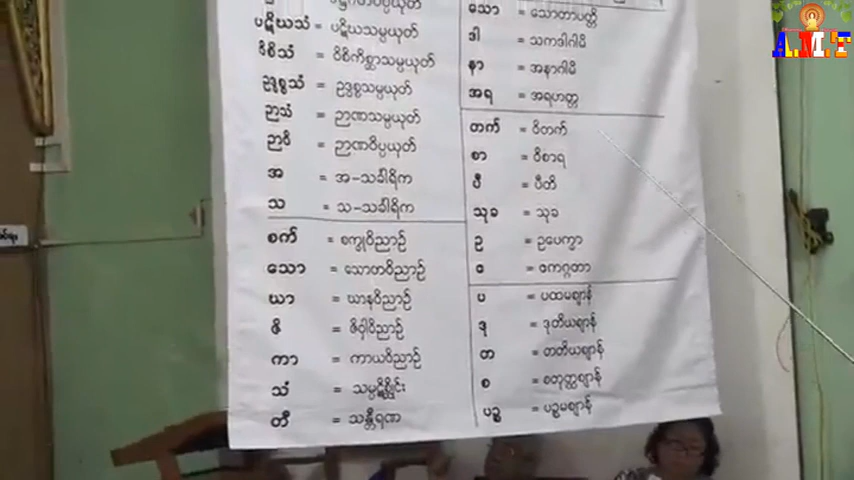 ပဋိဃသံ = ပဋိဃသမ္ပယုတ်
ဝိစိသံ = ဝိစိကိစ္ဆာသမ္ပယုတ်
ဥဒ္ဓစ္စသံ = ဥဒ္ဓစ္စသမ္ပယုတ်
ဉာသံ = ဉာဏသမ္ပယုတ်
ဉာဝိ = ဉာဏဝိပ္ပယုတ်
အ = အ-သင်္ခါရိက
သ = သ-သင်္ခါရိက
စက် = စက္ခုဝိညာဉ်
သော = သောတဝိညာဉ်
ဃာ = ဃာနဝိညာဉ်
ဇိ = ဇိဝှါဝိညာဉ်
ကာ = ကာယဝိညာဉ်
သံ = သမ္ပဋိစ္ဆိုင်း
တီ = သန္တီရဏ
သော = သောတာပတ္တိ
ဒါ = သကဒါဂါမိ
နာ = အနာဂါမိ
အရ = အရဟတ္တ
တက် = ဝိတက်
စာ = ဝိစာရ
ပီ = ပီတိ
သုခ = သုခ
ဥ = ဥပေက္ခာ
ဧ = ဧကဂ္ဂတာ
ပ = ပထမဈာန်
ဒု = ဒုတိယဈာန်
တ = တတိယဈာန်
စ = စတုတ္ထဈာန်
ပဉ္စ = ပဉ္စမဈာန်
A.M.T